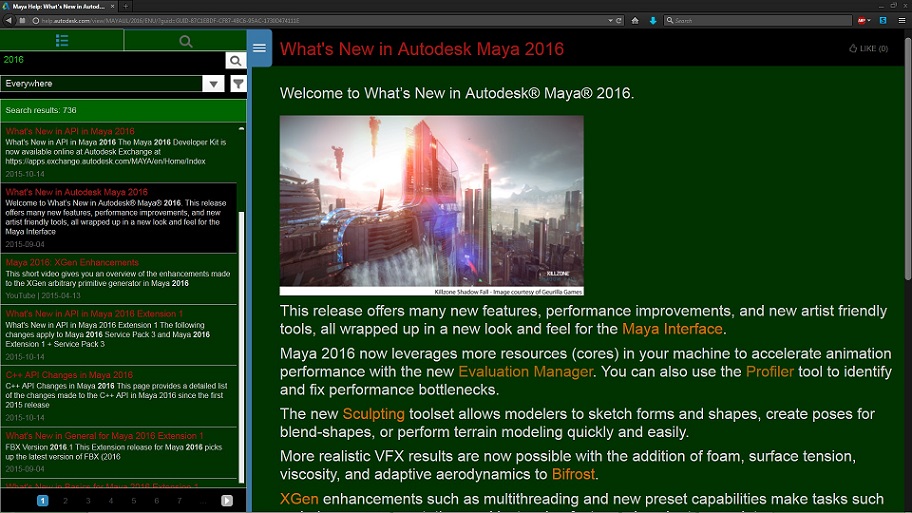 Maya Help: What's New in Autod...
help.autodesk.com
Search
What's New in Autodesk Maya 2016
LIKE (0)
2016
Everywhere
Search results: 736
What's New in API in Maya 2016
What's New in API in Maya 2016 The Maya 2016 Developer Kit is
now available online at Autodesk Exchange at
https://apps.exchange.autodesk.com/MAYA/en/Home/Index
2015-10-14
What's New in Autodesk Maya 2016
Welcome to What's New in Autodesk® Maya® 2016. This release
offers many new features, performance improvements, and new
artist friendly tools, all wrapped up in a new look and feel for the
Maya Interface
2015-09-04
Maya 2016, XGen Enhancements
This short video gives you an overview of the enhancements made
to the XGen arbitrary primitive generator in Maya 2016
YouTube | 2015-04-13
What's New in API in Maya 2016 Extension 1
What's New in API in Maya 2016 Extension 1 The following
changes apply to Maya 2016 Service Pack 3 and Maya 2016
Extension 1 + Service Pack 3
2015-10-14
C++ API Changes in Maya 2016
C++ API Changes in Maya 2016 This page provides a detailed list
of the changes made to the C++ API in Maya 2016 since the first
2015 release
2015-10-14
What's New in General for Maya 2016 Extension 1
FBX Version 2016.1 This Extension release for Maya 2016 picks
up the latest version of FBX (2016
2015-09-04
What's New in Basics for Maya 2016 Extension 1
1 2 3 4 5 6 7 ...
Welcome to What's New in Autodesk® Maya® 2016.
KILLZONE
Killzone Shadow Fall - Image courtesy of Geurilla Games
This release offers many new features, performance improvements, and new artist friendly
tools, all wrapped up in a new look and feel for the Maya Interface.
Maya 2016 now leverages more resources (cores) in your machine to accelerate animation
performance with the new Evaluation Manager. You can also use the Profiler tool to identify
and fix performance bottlenecks.
The new Sculpting toolset allows modelers to sketch forms and shapes, create poses for
blend-shapes, or perform terrain modeling quickly and easily.
More realistic VFX results are now possible with the addition of foam, surface tension,
viscosity, and adaptive aerodynamics to Bifrost.
XGen enhancements such as multithreading and new preset capabilities make tasks such